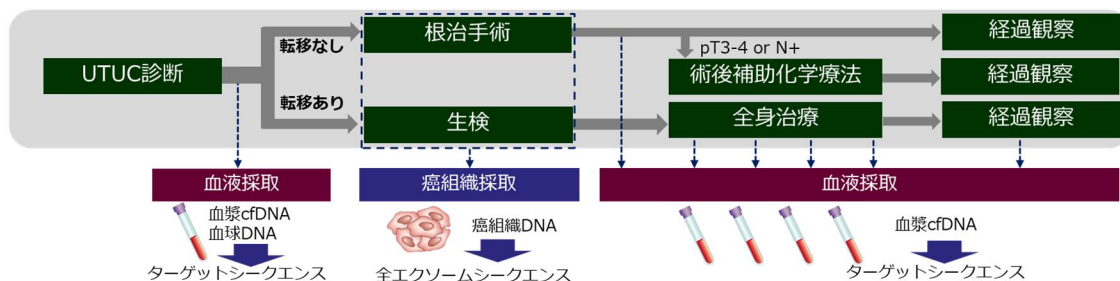 UTUC診断
転移なし
転移あり
根治手術
生検
pT3-4 or N+
術後補助化学療法
全身治療
経過観察
経過観察
経過観察
血液採取
血漿cfDNA
血球DNA
ターゲットシークエンス
癌組織採取
癌組織DNA
全エクソームシークエンス
血液採取
血漿cfDNA
ターゲットシークエンス